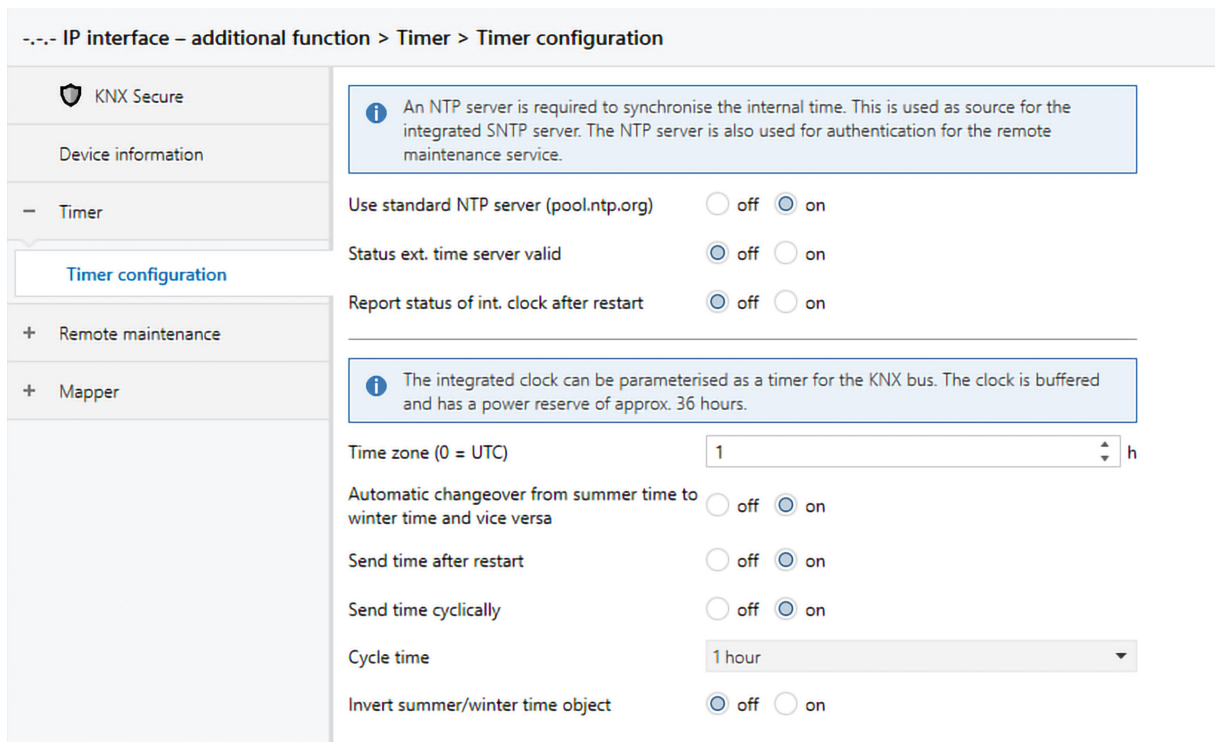 -.-.- IP interface – additional function > Timer > Timer configuration
KNX Secure
Device information
− Timer
Timer configuration
+ Remote maintenance
+ Mapper
An NTP server is required to synchronise the internal time. This is used as source for the
integrated SNTP server. The NTP server is also used for authentication for the remote
maintenance service.
Use standard NTP server (pool.ntp.org) off on
Status ext. time server valid off on
Report status of int. clock after restart off on
The integrated clock can be parameterised as a timer for the KNX bus. The clock is buffered
and has a power reserve of approx. 36 hours.
Time zone (0 = UTC) 1 h
Automatic changeover from summer time to
winter time and vice versa off on
Send time after restart off on
Send time cyclically off on
Cycle time 1 hour
Invert summer/winter time object off on